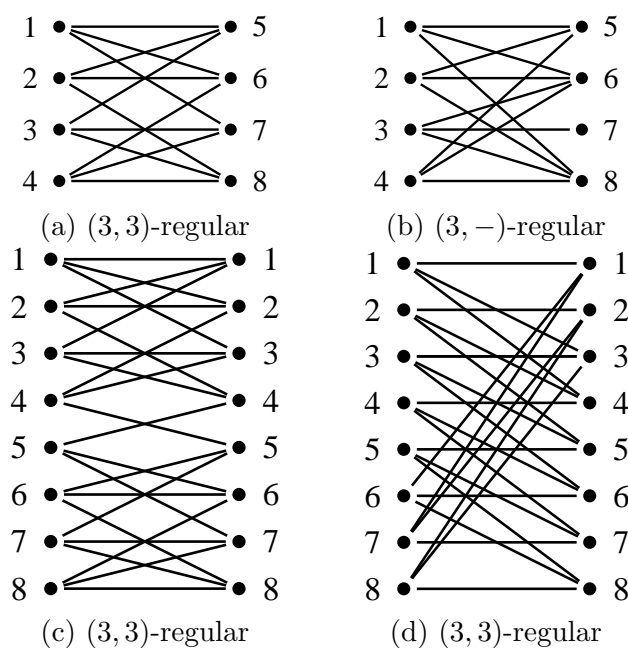 1 5 1 5
2 6 2 6
3 7 3 7
4 8 4 8
(a) (3, 3)-regular (b) (3, −)-regular
1 1 1 1
2 2 2 2
3 3 3 3
4 4 4 4
5 5 5 5
6 6 6 6
7 7 7 7
8 8 8 8
(c) (3, 3)-regular (d) (3, 3)-regular